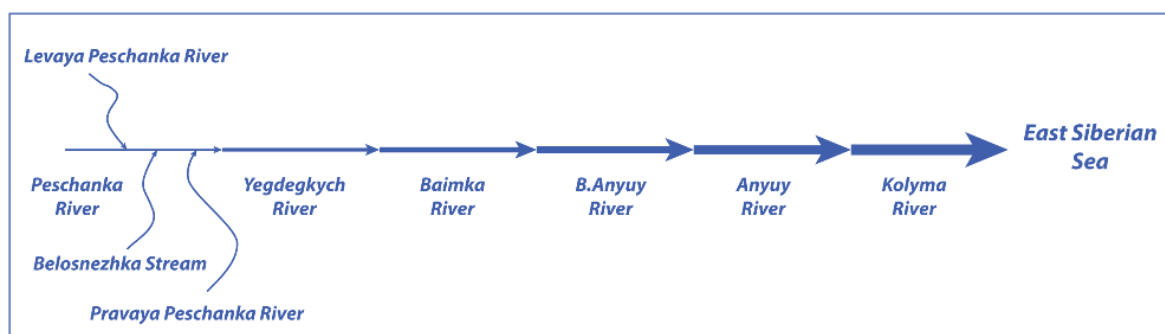 Levaya Peschanka River
East Siberian
Sea
Peschanka
River
Yegdegkych
River
Baimka
River
B.Anyuy
River
Anyuy
River
Kolyma
River
Belosnezhka Stream
Pravaya Peschanka River